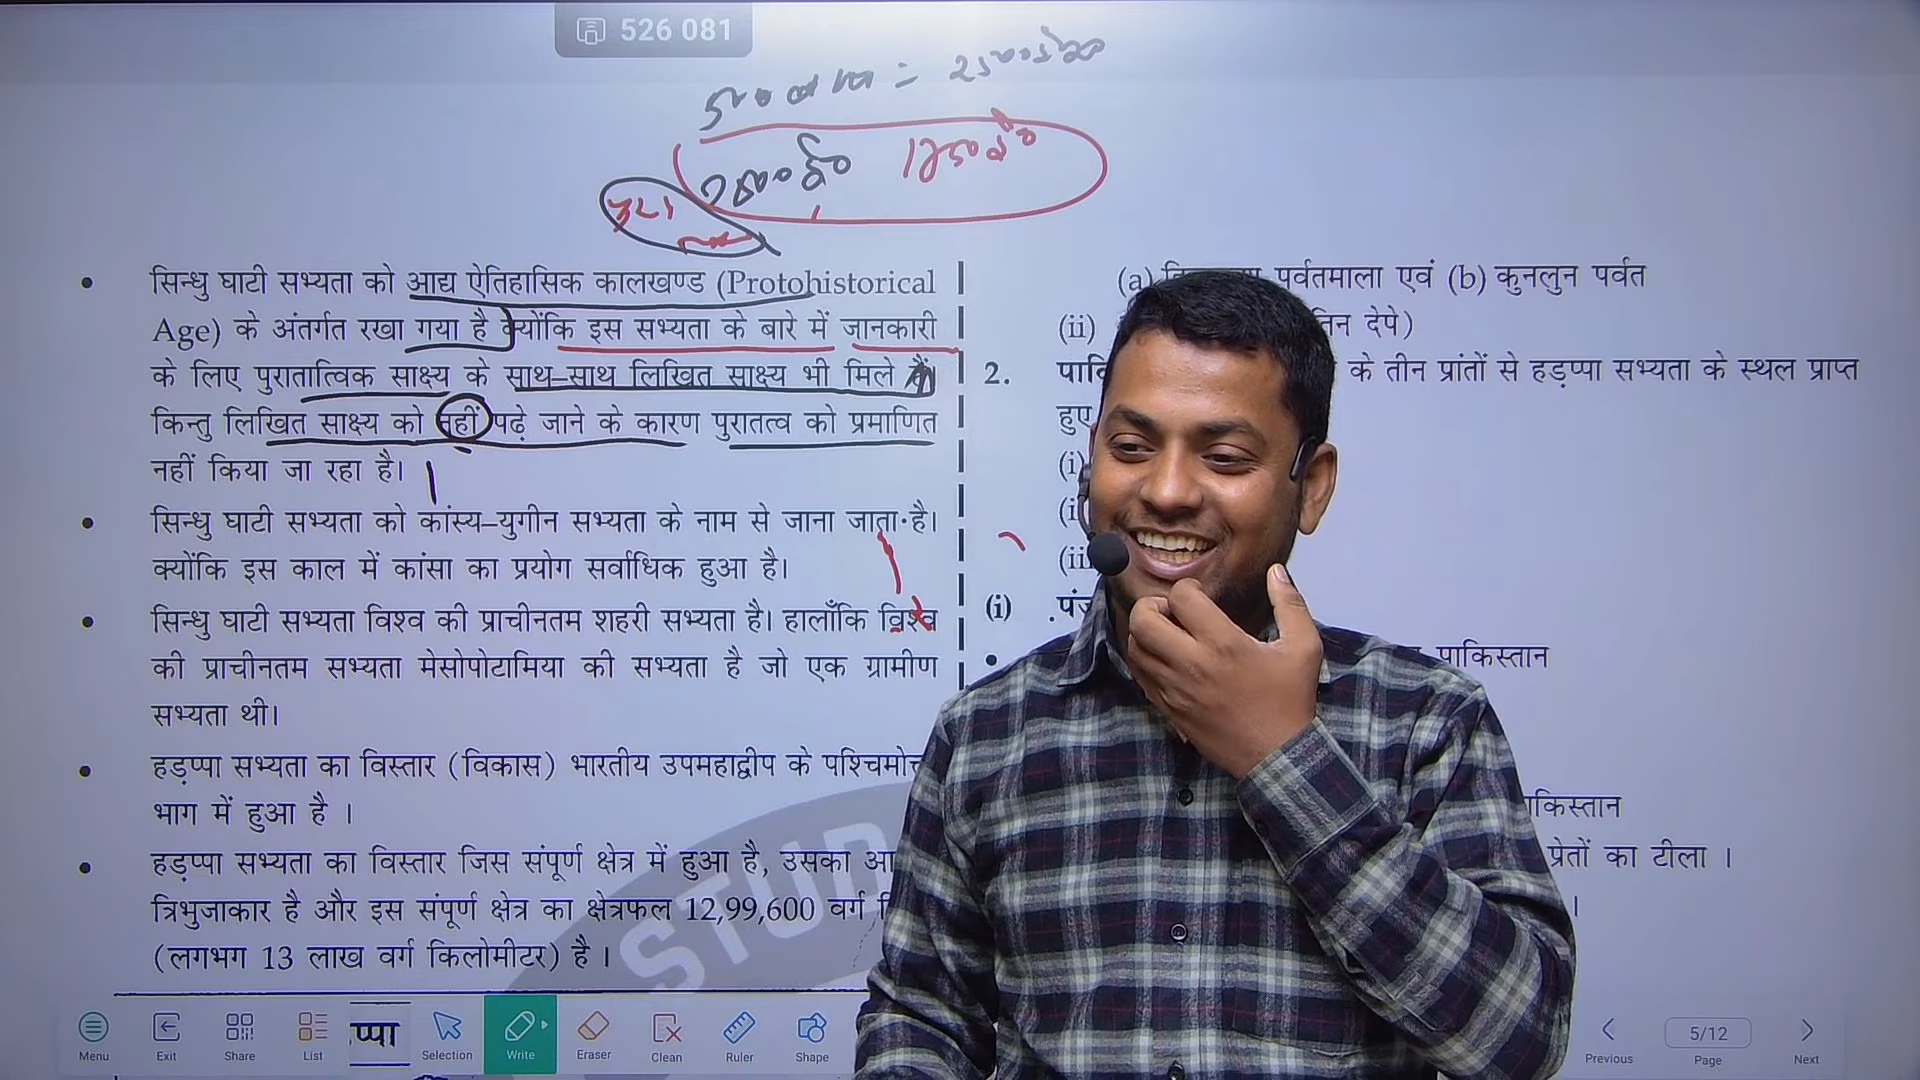 526 081
2500ई०
1750ई०
सिन्धु घाटी सभ्यता को आद्य ऐतिहासिक कालखण्ड (Protohistorical
Age) के अंतर्गत रखा गया है क्योंकि इस सभ्यता के बारे में जानकारी
के लिए पुरातात्विक साक्ष्य के साथ-साथ लिखित साक्ष्य भी मिले हैं
किन्तु लिखित साक्ष्य को नहीं पढ़े जाने के कारण पुरातत्व को प्रमाणित
नहीं किया जा रहा है।
सिन्धु घाटी सभ्यता को कांस्य-युगीन सभ्यता के नाम से जाना जाता है।
क्योंकि इस काल में कांसा का प्रयोग सर्वाधिक हुआ है।
सिन्धु घाटी सभ्यता विश्व की प्राचीनतम शहरी सभ्यता है। हालाँकि विश्व
की प्राचीनतम सभ्यता मेसोपोटामिया की सभ्यता है जो एक ग्रामीण
सभ्यता थी।
हड़प्पा सभ्यता का विस्तार (विकास) भारतीय उपमहाद्वीप के
भाग में हुआ है ।
हड़प्पा सभ्यता का विस्तार जिस संपूर्ण क्षेत्र में हुआ है, उसका
त्रिभुजाकार है और इस संपूर्ण क्षेत्र का क्षेत्रफल 12,99,600 वर्ग
(लगभग 13 लाख वर्ग किलोमीटर) है ।
(a) पर्वतमाला एवं (b) कुनलुन पर्वत
(ii) देपे)
2. के तीन प्रांतों से हड़प्पा सभ्यता के स्थल प्राप्त
हुए
(i)
(i)
पाकिस्तान
प्रेतों का टीला ।
Menu Exit Share List Selection Write Eraser Clean Ruler Shape
Previous 5/12 Page Next